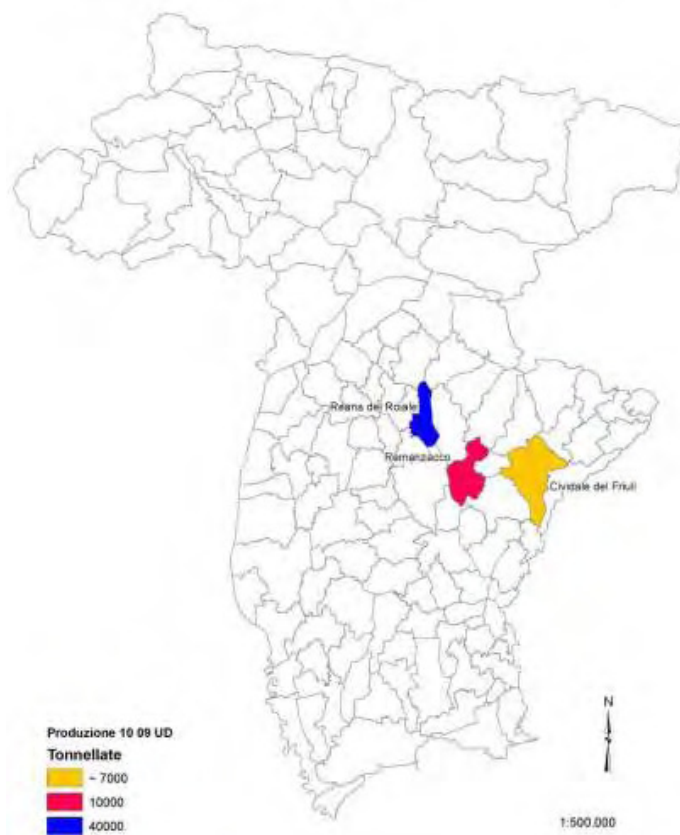 Reana del Roiale
Remanzacco
Cividale del Friuli
N
Produzione 10 09 UD
Tonnellate
~ 7000
10000
40000
1:500.000